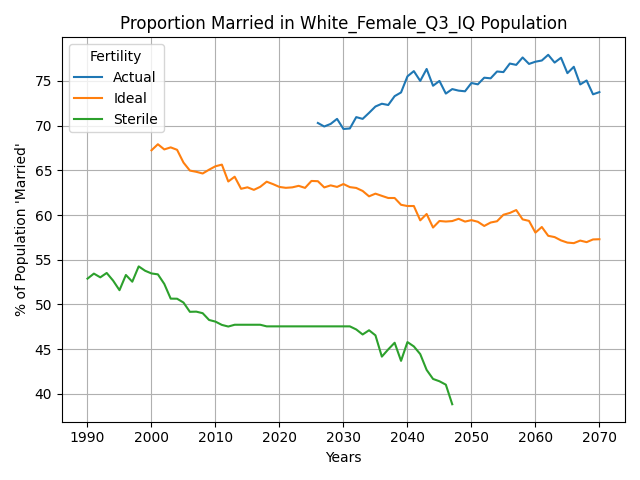 Proportion Married in White_Female_Q3_IQ Population
Fertility
Actual
Ideal
Sterile
% of Population 'Married'
75
70
65
60
55
50
45
40
1990 2000 2010 2020 2030 2040 2050 2060 2070
Years